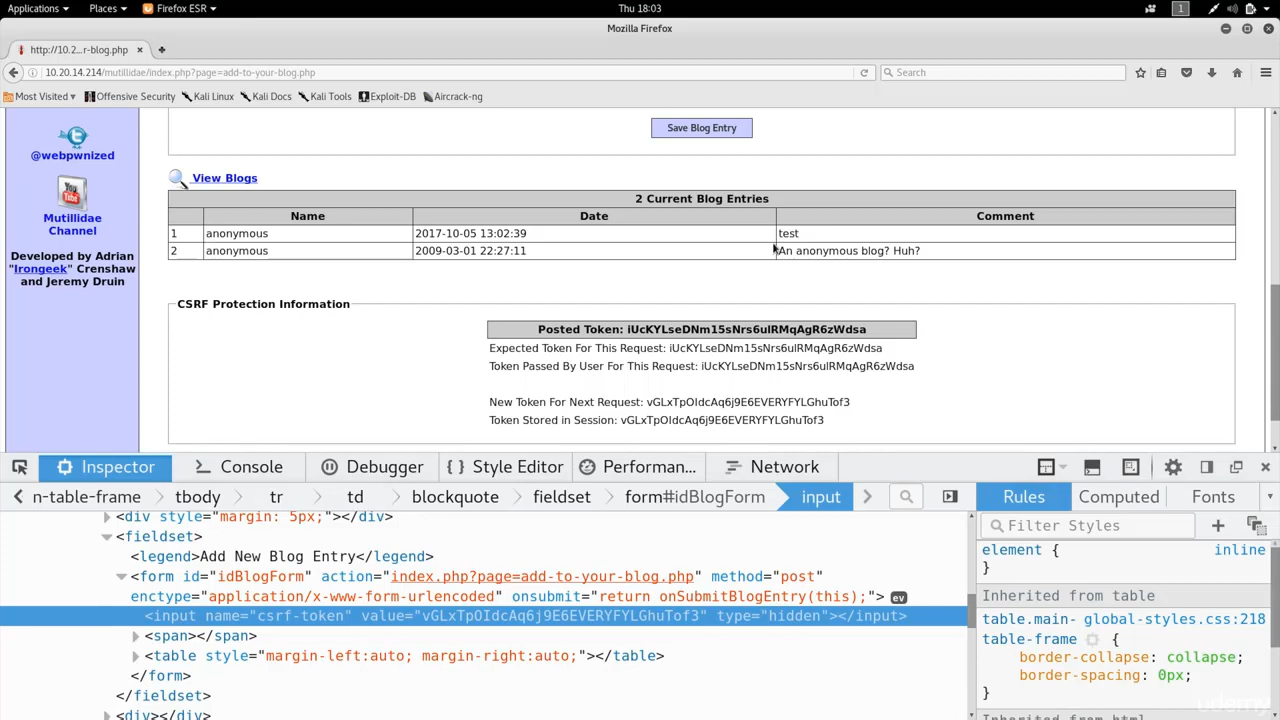 Applications ▾ Places ▾ Firefox ESR ▾ Thu 18:03 1
Mozilla Firefox
http://10.2...r-blog.php × +
10.20.14.214/mutillidae/index.php?page=add-to-your-blog.php Search
Most Visited ▾ Offensive Security Kali Linux Kali Docs Kali Tools Exploit-DB Aircrack-ng
@webpwnized
You Tube
Mutillidae
Channel
Developed by Adrian
"Irongeek" Crenshaw
and Jeremy Druin
Save Blog Entry
View Blogs
2 Current Blog Entries
Name Date Comment
1 anonymous 2017-10-05 13:02:39 test
2 anonymous 2009-03-01 22:27:11 An anonymous blog? Huh?
CSRF Protection Information
Posted Token: iUcKYLseDNm15sNrs6ulRMqAgR6zWdsa
Expected Token For This Request: iUcKYLseDNm15sNrs6ulRMqAgR6zWdsa
Token Passed By User For This Request: iUcKYLseDNm15sNrs6ulRMqAgR6zWdsa
New Token For Next Request: vGLxTpOIdcAq6j9E6EVERYFYLGhuTof3
Token Stored in Session: vGLxTpOIdcAq6j9E6EVERYFYLGhuTof3
Inspector Console Debugger Style Editor Performan... Network
n-table-frame tbody tr td blockquote fieldset form#idBlogForm input Rules Computed Fonts
<div style="margin: 5px;"></div>
<fieldset>
<legend>Add New Blog Entry</legend>
<form id="idBlogForm" action="index.php?page=add-to-your-blog.php" method="post"
enctype="application/x-www-form-urlencoded" onsubmit="return onSubmitBlogEntry(this);"> ev
<input name="csrf-token" value="vGLxTpOIdcAq6j9E6EVERYFYLGhuTof3" type="hidden"></input>
<span></span>
<table style="margin-left:auto; margin-right:auto;"></table>
</form>
</fieldset>
<div></div>
Filter Styles +
element { inline
}
Inherited from table
table.main- global-styles.css:218
table-frame {
border-collapse: collapse;
border-spacing: 0px;
}
Inherited from html
udemy